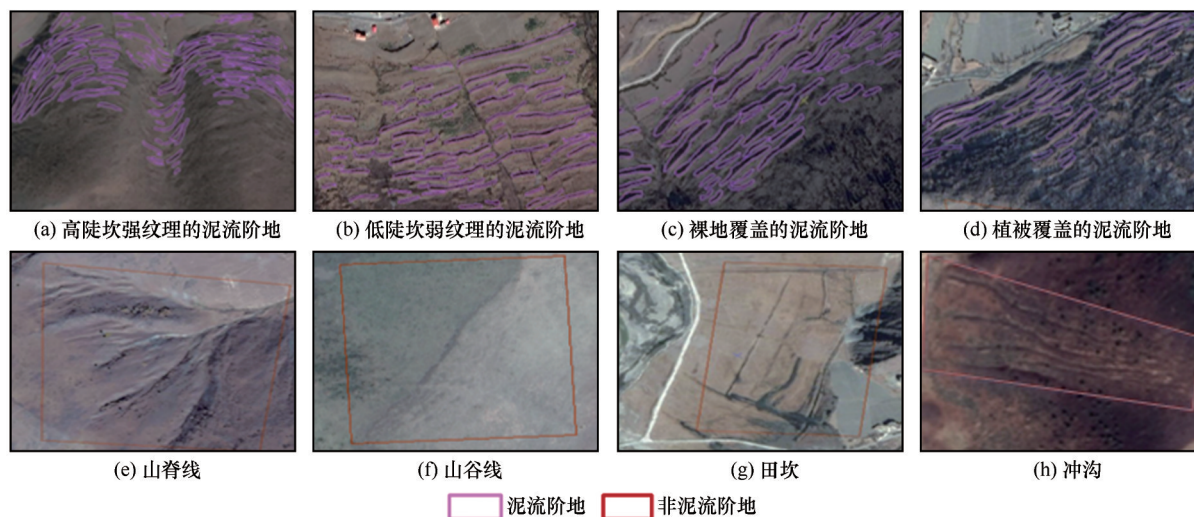 (a) 高陡坎强纹理的泥流阶地
(b) 低陡坎弱纹理的泥流阶地
(c) 裸地覆盖的泥流阶地
(d) 植被覆盖的泥流阶地
(e) 山脊线
(f) 山谷线
(g) 田坎
(h) 冲沟
泥流阶地
非泥流阶地